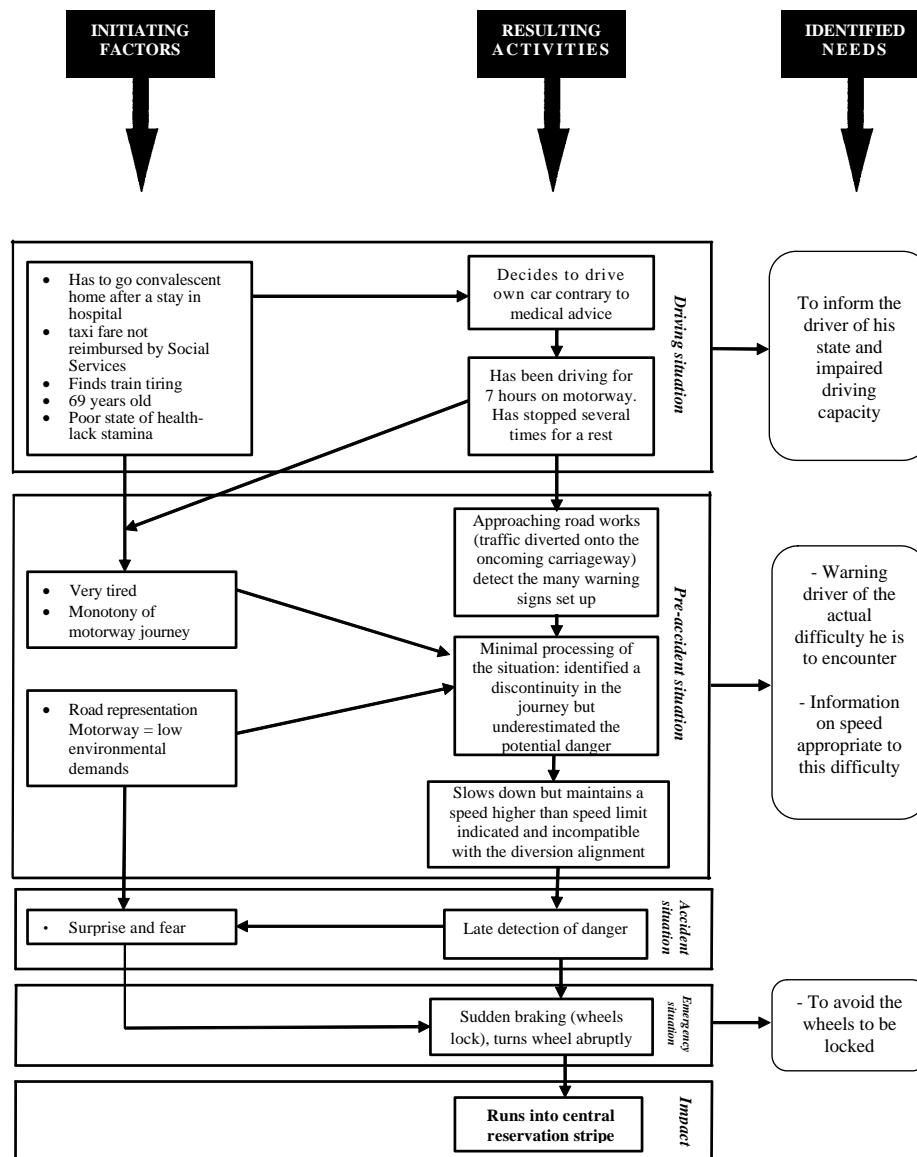 INITIATING
FACTORS
RESULTING
ACTIVITIES
IDENTIFIED
NEEDS
• Has to go convalescent
home after a stay in
hospital
• taxi fare not
reimbursed by Social
Services
• Finds train tiring
• 69 years old
• Poor state of health-
lack stamina
Decides to drive
own car contrary to
medical advice
Has been driving for
7 hours on motorway.
Has stopped several
times for a rest
Driving situation
To inform the
driver of his
state and
impaired
driving
capacity
• Very tired
• Monotony of
motorway journey
• Road representation
Motorway = low
environmental
demands
Approaching road works
(traffic diverted onto the
oncoming carriageway)
detect the many warning
signs set up
Minimal processing of
the situation: identified a
discontinuity in the
journey but
underestimated the
potential danger
Slows down but maintains a
speed higher than speed limit
indicated and incompatible
with the diversion alignment
Pre-accident situation
- Warning
driver of the
actual
difficulty he is
to encounter
- Information
on speed
appropriate to
this difficulty
• Surprise and fear
Late detection of danger
Accident
situation
Sudden braking (wheels
lock), turns wheel abruptly
Emergency
situation
- To avoid the
wheels to be
locked
Runs into central
reservation stripe
Impact